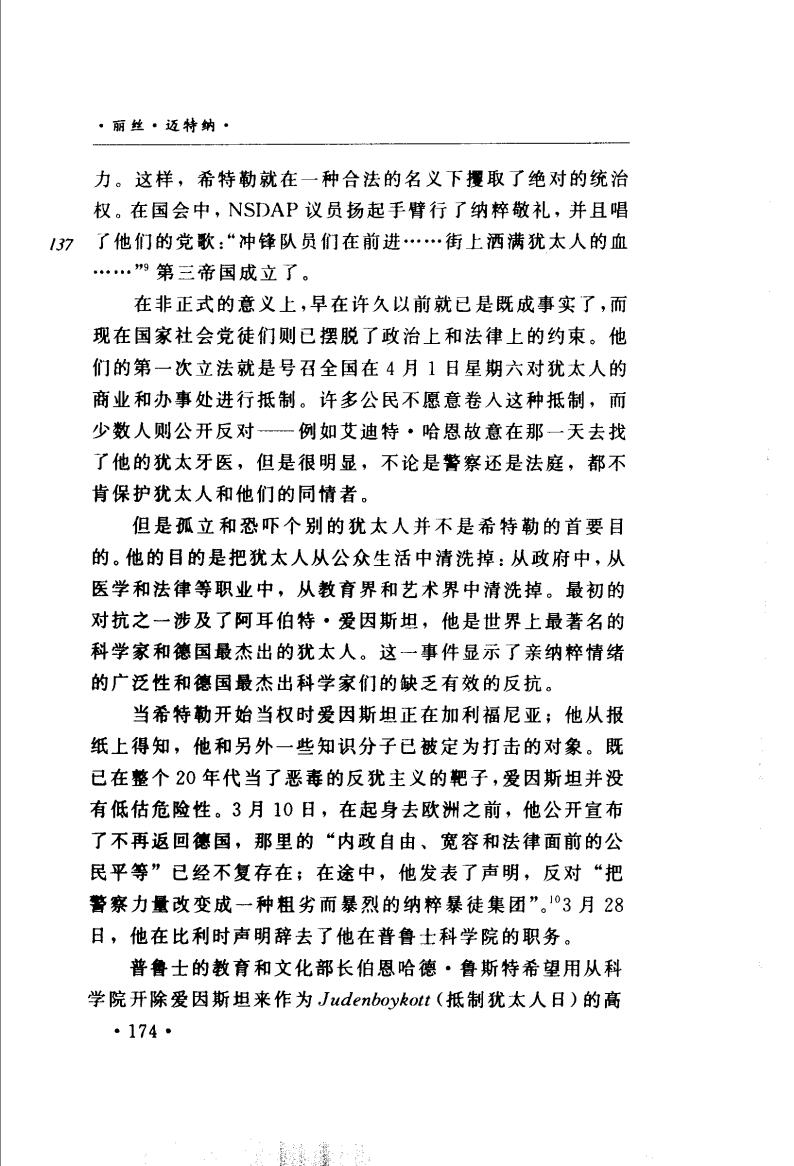 ·丽丝·迈特纳·
力。这样，希特勒就在一种合法的名义下攫取了绝对的统治
权。在国会中，NSDAP 议员扬起手臂行了纳粹敬礼，并且唱
137 了他们的党歌：“冲锋队员们在前进……街上洒满犹太人的血
……”⁹ 第三帝国成立了。
在非正式的意义上，早在许久以前就已是既成事实了，而
现在国家社会党徒们则已摆脱了政治上和法律上的约束。他
们的第一次立法就是号召全国在 4 月 1 日星期六对犹太人的
商业和办事处进行抵制。许多公民不愿意卷入这种抵制，而
少数人则公开反对——例如艾迪特·哈恩故意在那一天去找
了他的犹太牙医，但是很明显，不论是警察还是法庭，都不
肯保护犹太人和他们的同情者。
但是孤立和恐吓个别的犹太人并不是希特勒的首要目
的。他的目的是把犹太人从公众生活中清洗掉：从政府中，从
医学和法律等职业中，从教育界和艺术界中清洗掉。最初的
对抗之一涉及了阿耳伯特·爱因斯坦，他是世界上最著名的
科学家和德国最杰出的犹太人。这一事件显示了亲纳粹情绪
的广泛性和德国最杰出科学家们的缺乏有效的反抗。
当希特勒开始当权时爱因斯坦正在加利福尼亚；他从报
纸上得知，他和另外一些知识分子已被定为打击的对象。既
已在整个 20 年代当了恶毒的反犹主义的靶子，爱因斯坦并没
有低估危险性。3 月 10 日，在起身去欧洲之前，他公开宣布
了不再返回德国，那里的“内政自由、宽容和法律面前的公
民平等”已经不复存在；在途中，他发表了声明，反对“把
警察力量改变成一种粗劣而暴烈的纳粹暴徒集团”。¹⁰3 月 28
日，他在比利时声明辞去了他在普鲁士科学院的职务。
普鲁士的教育和文化部长伯恩哈德·鲁斯特希望用从科
学院开除爱因斯坦来作为 Judenboykott（抵制犹太人日）的高
·174·